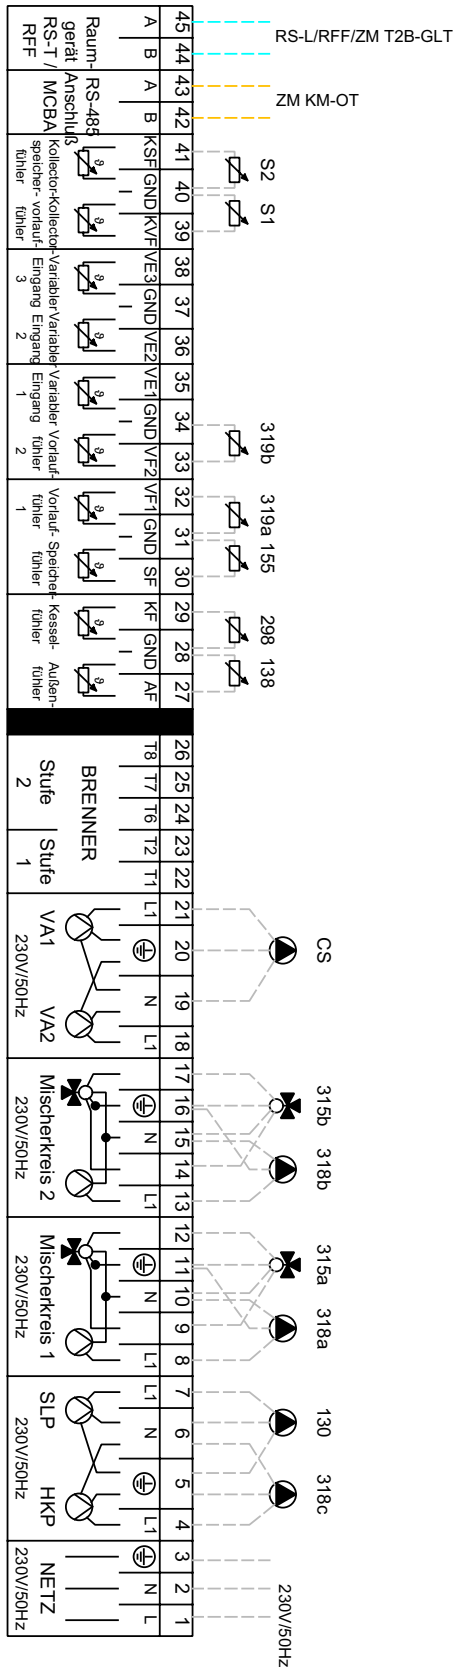 RS-L/RFF/ZM T2B-GLT
ZM KM-OT
45 A
44 B
Raum-
gerät
RS-T /
RFF
43 A
42 B
RS-485
Anschluß
MCBA
41 KSF
40 GND
39 KVF
Kollector-
speicher-
fühler
Kollector-
vorlauf-
fühler
S2
S1
38 VE3
37 GND
36 VE2
Variabler
Eingang
3
Variabler
Eingang
2
35 VE1
34 GND
33 VF2
Variabler
Eingang
1
Vorlauf-
fühler
2
319b
32 VF1
31 GND
30 SF
Vorlauf-
fühler
1
Speicher-
fühler
319a
155
29 KF
28 GND
27 AF
Kessel-
fühler
Außen-
fühler
298
138
26 T8
25 T7
24 T6
23 T2
22 T1
BRENNER
Stufe
2
Stufe
1
21 L1
20
19 N
18 L1
VA1
VA2
230V/50Hz
CS
17
16
15 N
14
13 L1
Mischerkreis 2
230V/50Hz
315b
318b
12
11
10 N
9
8 L1
Mischerkreis 1
230V/50Hz
315a
318a
7 L1
6 N
5
4 L1
SLP
HKP
230V/50Hz
130
318c
3
2 N
1 L
NETZ
230V/50Hz
230V/50Hz